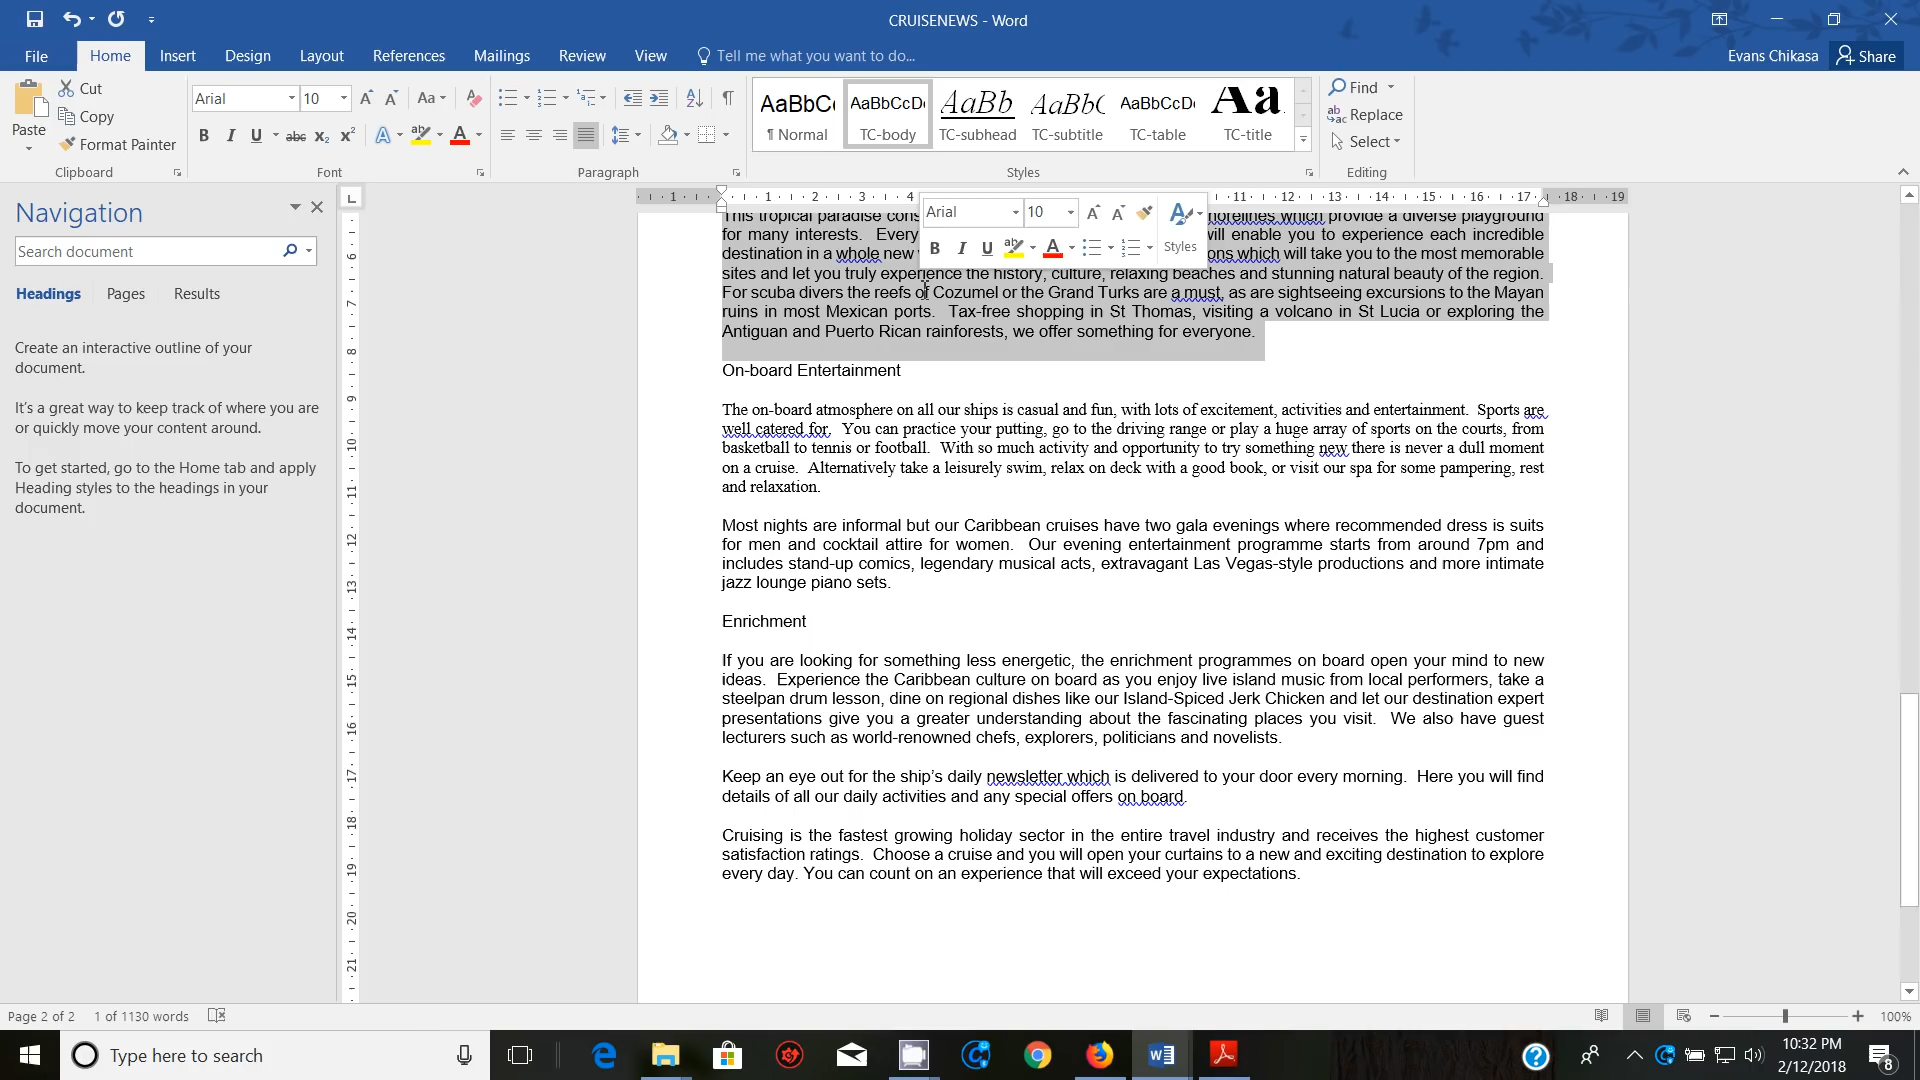 CRUISENEWS - Word
File Home Insert Design Layout References Mailings Review View Tell me what you want to do...
Evans Chikasa Share
Paste Cut Copy Format Painter
Clipboard
Arial 10
Font
Paragraph
AaBbC( AaBbCcD( AaBb AaBb( AaBbCcD( Aa
¶ Normal TC-body TC-subhead TC-subtitle TC-table TC-title
Styles
Find Replace Select
Editing
Navigation
Search document
Headings Pages Results
Create an interactive outline of your
document.
It's a great way to keep track of where you are
or quickly move your content around.
To get started, go to the Home tab and apply
Heading styles to the headings in your
document.
Arial 10
Styles
This tropical paradise cons horelines which provide a diverse playground
for many interests. Every will enable you to experience each incredible
destination in a whole new ons which will take you to the most memorable
sites and let you truly experience the history, culture, relaxing beaches and stunning natural beauty of the region.
For scuba divers the reefs of Cozumel or the Grand Turks are a must, as are sightseeing excursions to the Mayan
ruins in most Mexican ports. Tax-free shopping in St Thomas, visiting a volcano in St Lucia or exploring the
Antiguan and Puerto Rican rainforests, we offer something for everyone.
On-board Entertainment
The on-board atmosphere on all our ships is casual and fun, with lots of excitement, activities and entertainment. Sports are
well catered for. You can practice your putting, go to the driving range or play a huge array of sports on the courts, from
basketball to tennis or football. With so much activity and opportunity to try something new there is never a dull moment
on a cruise. Alternatively take a leisurely swim, relax on deck with a good book, or visit our spa for some pampering, rest
and relaxation.
Most nights are informal but our Caribbean cruises have two gala evenings where recommended dress is suits
for men and cocktail attire for women. Our evening entertainment programme starts from around 7pm and
includes stand-up comics, legendary musical acts, extravagant Las Vegas-style productions and more intimate
jazz lounge piano sets.
Enrichment
If you are looking for something less energetic, the enrichment programmes on board open your mind to new
ideas. Experience the Caribbean culture on board as you enjoy live island music from local performers, take a
steelpan drum lesson, dine on regional dishes like our Island-Spiced Jerk Chicken and let our destination expert
presentations give you a greater understanding about the fascinating places you visit. We also have guest
lecturers such as world-renowned chefs, explorers, politicians and novelists.
Keep an eye out for the ship's daily newsletter which is delivered to your door every morning. Here you will find
details of all our daily activities and any special offers on board.
Cruising is the fastest growing holiday sector in the entire travel industry and receives the highest customer
satisfaction ratings. Choose a cruise and you will open your curtains to a new and exciting destination to explore
every day. You can count on an experience that will exceed your expectations.
Page 2 of 2 1 of 1130 words 100%
Type here to search
10:32 PM
2/12/2018
8